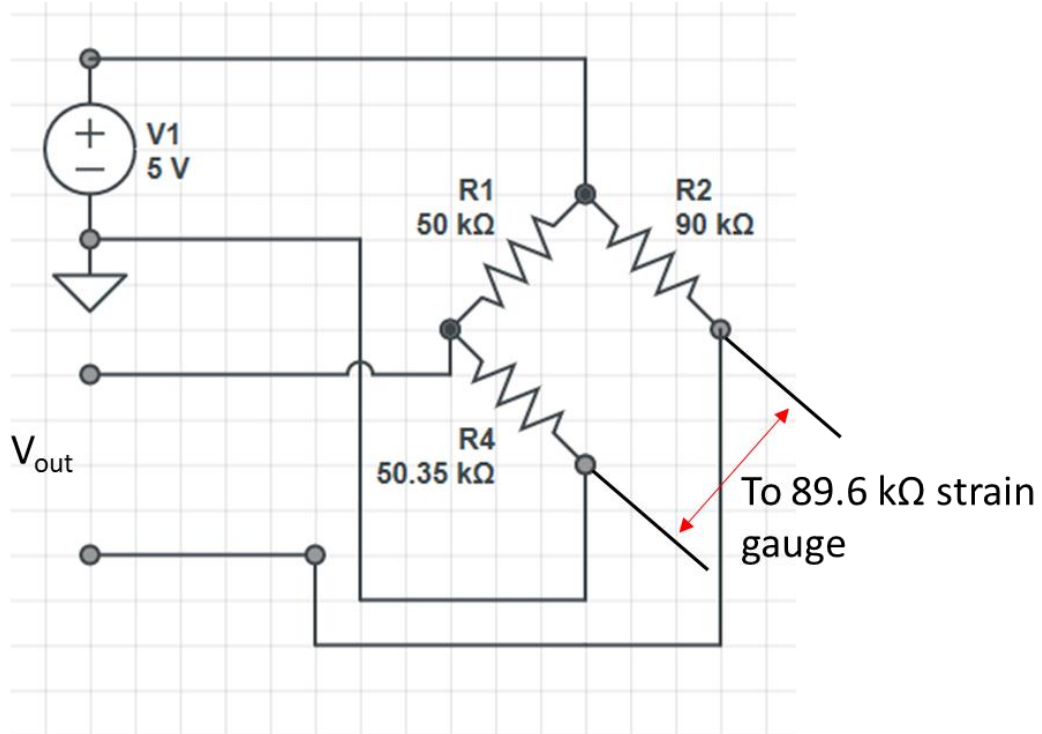 V1
5 V
R1
50 kΩ
R2
90 kΩ
R4
50.35 kΩ
Vout
To 89.6 kΩ strain
gauge